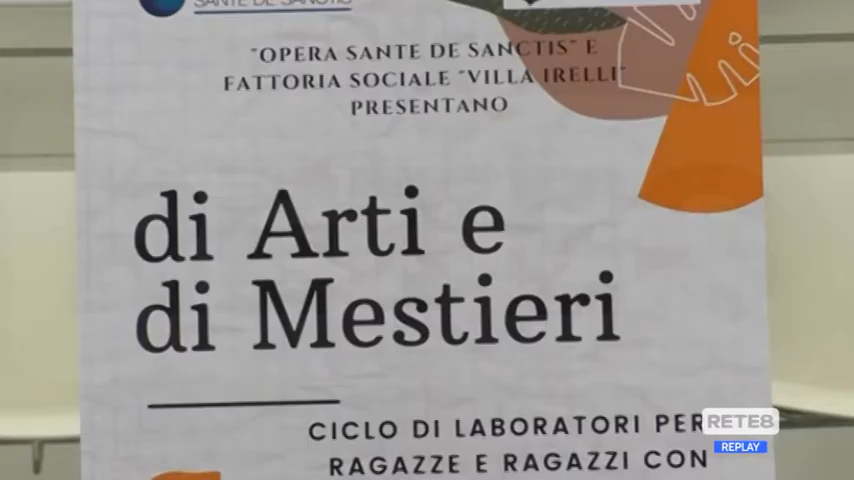 SANTE DE SANCTIS
"OPERA SANTE DE SANCTIS" E
FATTORIA SOCIALE "VILLA IRELLI"
PRESENTANO
di Arti e
di Mestieri
CICLO DI LABORATORI PER
RAGAZZE E RAGAZZI CON
RETE8
REPLAY